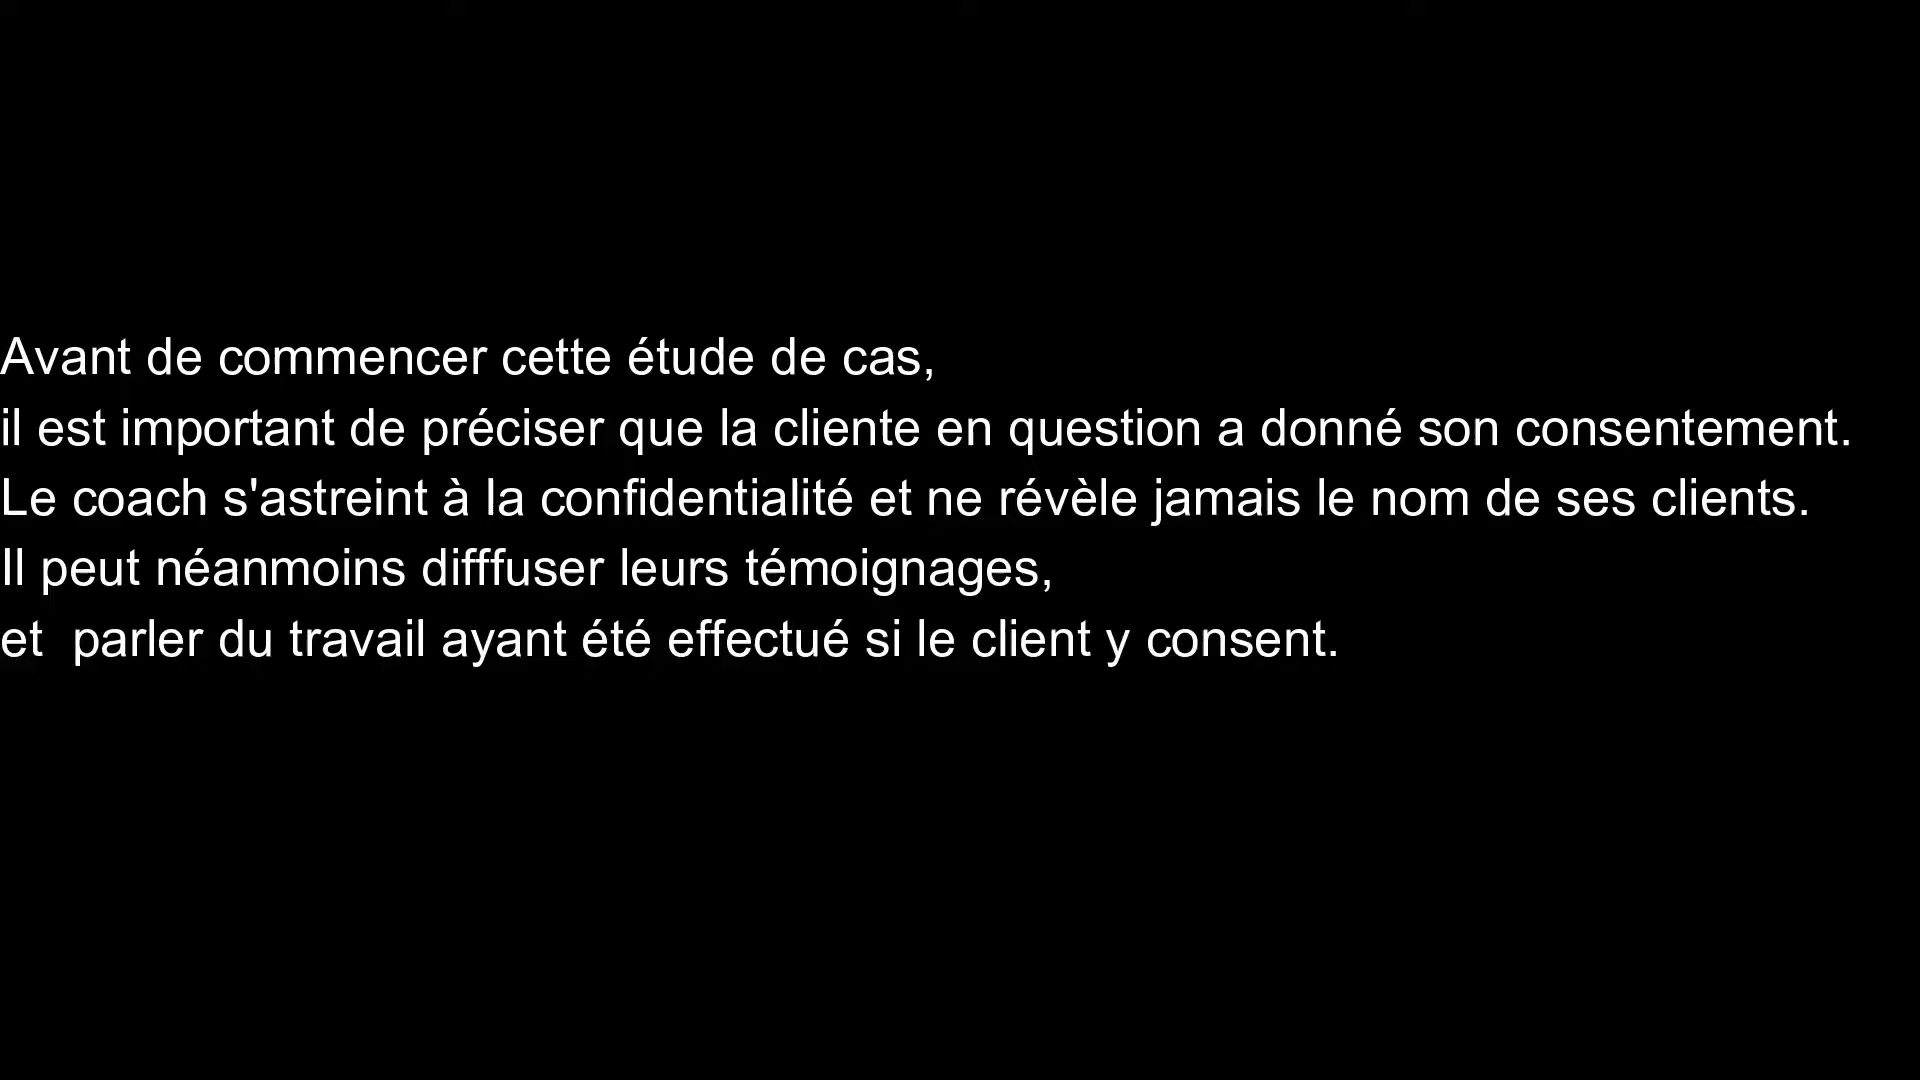 Avant de commencer cette étude de cas,
il est important de préciser que la cliente en question a donné son consentement.
Le coach s'astreint à la confidentialité et ne révèle jamais le nom de ses clients.
Il peut néanmoins difffuser leurs témoignages,
et  parler du travail ayant été effectué si le client y consent.